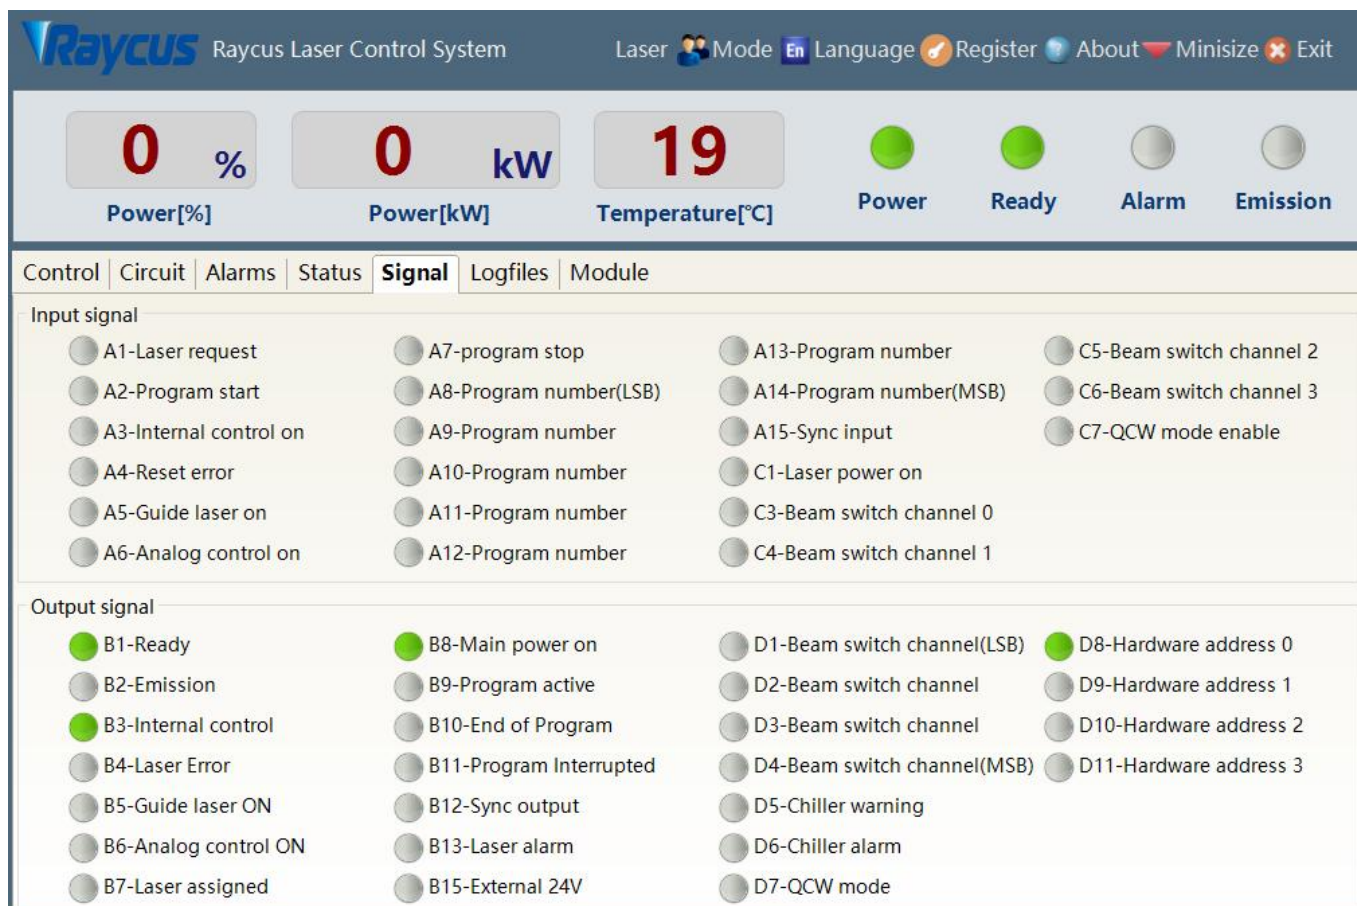 Raycus Raycus Laser Control System Laser Mode En Language Register ? About Minisize Exit
0 % 0 kW 19
Power[%] Power[kW] Temperature[℃] Power Ready Alarm Emission
Control Circuit Alarms Status Signal Logfiles Module
Input signal
A1-Laser request A7-program stop A13-Program number C5-Beam switch channel 2
A2-Program start A8-Program number(LSB) A14-Program number(MSB) C6-Beam switch channel 3
A3-Internal control on A9-Program number A15-Sync input C7-QCW mode enable
A4-Reset error A10-Program number C1-Laser power on
A5-Guide laser on A11-Program number C3-Beam switch channel 0
A6-Analog control on A12-Program number C4-Beam switch channel 1
Output signal
B1-Ready B8-Main power on D1-Beam switch channel(LSB) D8-Hardware address 0
B2-Emission B9-Program active D2-Beam switch channel D9-Hardware address 1
B3-Internal control B10-End of Program D3-Beam switch channel D10-Hardware address 2
B4-Laser Error B11-Program Interrupted D4-Beam switch channel(MSB) D11-Hardware address 3
B5-Guide laser ON B12-Sync output D5-Chiller warning
B6-Analog control ON B13-Laser alarm D6-Chiller alarm
B7-Laser assigned B15-External 24V D7-QCW mode